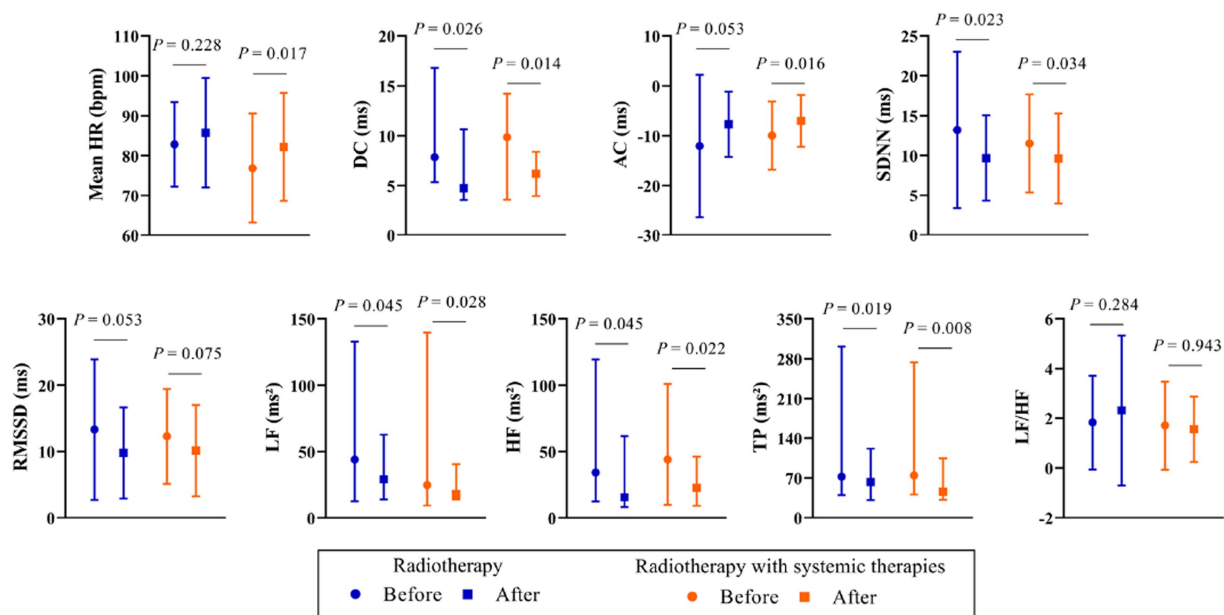 P = 0.228
P = 0.017
Mean HR (bpm)
110
100
90
80
70
60
P = 0.026
P = 0.014
DC (ms)
20
15
10
5
0
P = 0.053
P = 0.016
AC (ms)
10
0
-10
-20
-30
P = 0.023
P = 0.034
SDNN (ms)
25
20
15
10
5
0
P = 0.053
P = 0.075
RMSSD (ms)
30
20
10
0
P = 0.045
P = 0.028
LF (ms²)
150
100
50
0
P = 0.045
P = 0.022
HF (ms²)
150
100
50
0
P = 0.019
P = 0.008
TP (ms²)
350
280
210
140
70
0
P = 0.284
P = 0.943
LF/HF
6
4
2
0
-2
Radiotherapy
Before After
Radiotherapy with systemic therapies
Before After